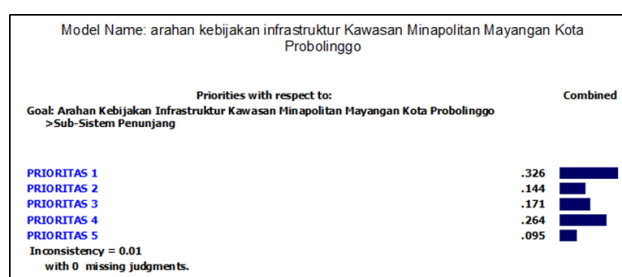 Model Name: arahan kebijakan infrastruktur Kawasan Minapolitan Mayangan Kota
Probolinggo
Priorities with respect to: Combined
Goal: Arahan Kebijakan Infrastruktur Kawasan Minapolitan Mayangan Kota Probolinggo
>Sub-Sistem Penunjang
PRIORITAS 1 .326
PRIORITAS 2 .144
PRIORITAS 3 .171
PRIORITAS 4 .264
PRIORITAS 5 .095
Inconsistency = 0.01
with 0 missing judgments.